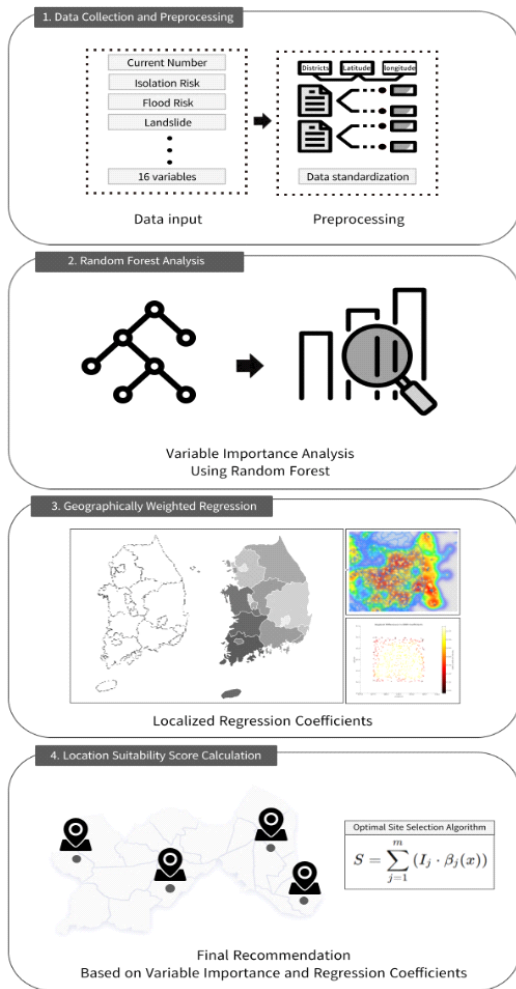 1. Data Collection and Preprocessing
Current Number
Isolation Risk
Flood Risk
Landslide
16 variables
Data input
Districts Latitude longitude
Data standardization
Preprocessing
2. Random Forest Analysis
Variable Importance Analysis
Using Random Forest
3. Geographically Weighted Regression
Localized Regression Coefficients
4. Location Suitability Score Calculation
Optimal Site Selection Algorithm
S = \sum_{j=1}^{m} (I_j · β_j(x))
Final Recommendation
Based on Variable Importance and Regression Coefficients